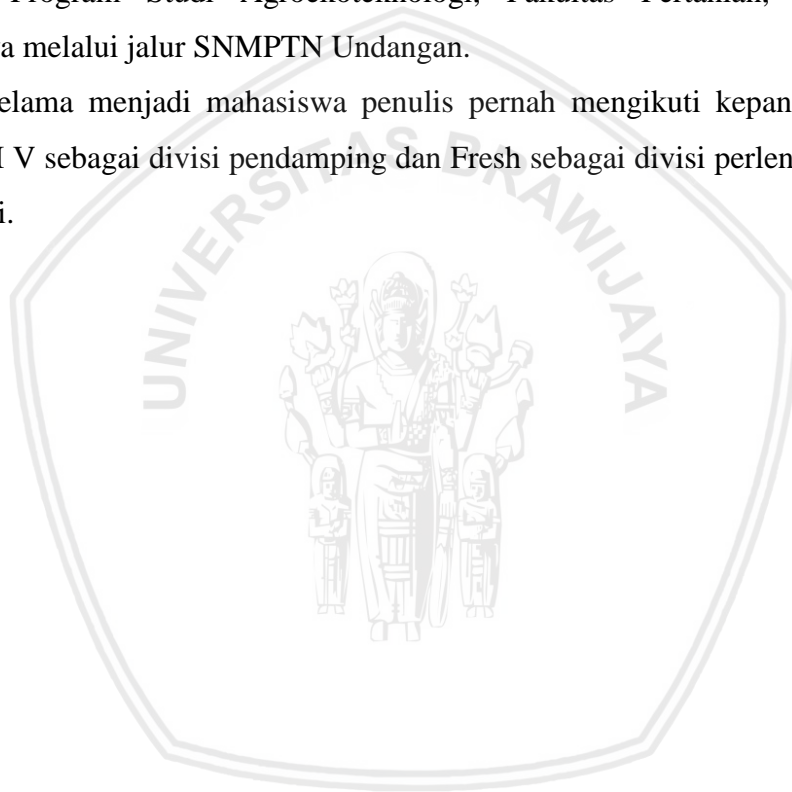 Program Studi Agroekoteknologi, Fakultas Pertanian,
a melalui jalur SNMPTN Undangan.
elama menjadi mahasiswa penulis pernah mengikuti kepan
I V sebagai divisi pendamping dan Fresh sebagai divisi perlen
i.
UNIVERSITAS BRAWIJAYA